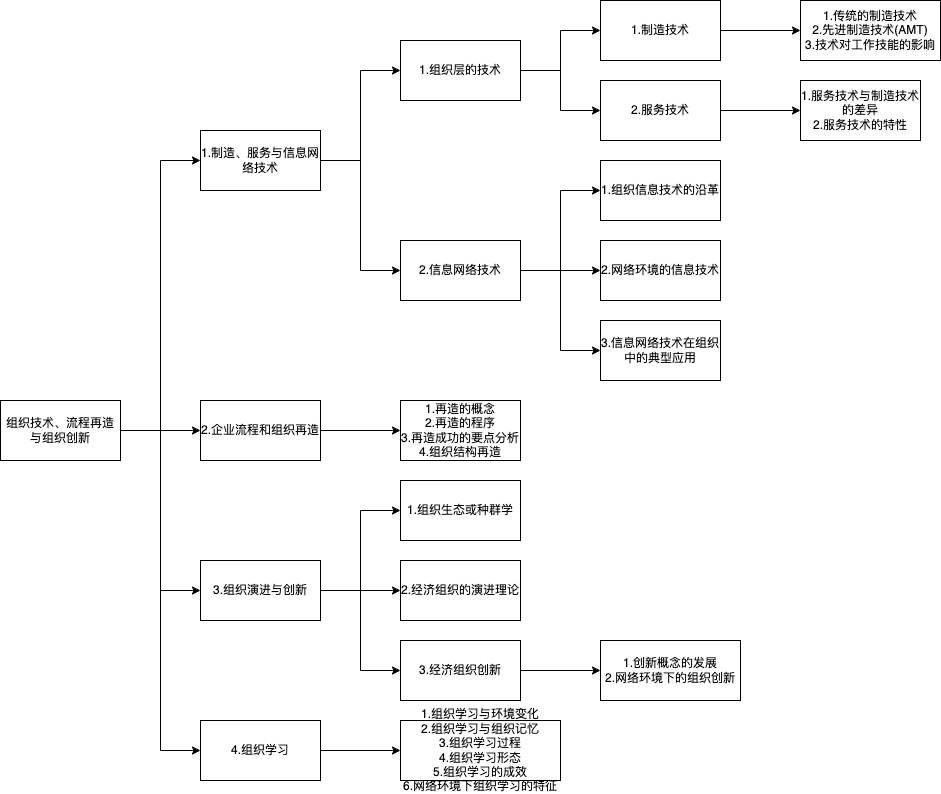 组织技术、流程再造
与组织创新
1.制造、服务与信息网
络技术
1.组织层的技术
1.制造技术
1.传统的制造技术
2.先进制造技术(AMT)
3.技术对工作技能的影响
2.服务技术
1.服务技术与制造技术
的差异
2.服务技术的特性
2.信息网络技术
1.组织信息技术的沿革
2.网络环境的信息技术
3.信息网络技术在组织
中的典型应用
2.企业流程和组织再造
1.再造的概念
2.再造的程序
3.再造成功的要点分析
4.组织结构再造
3.组织演进与创新
1.组织生态或种群学
2.经济组织的演进理论
3.经济组织创新
1.创新概念的发展
2.网络环境下的组织创新
4.组织学习
1.组织学习与环境变化
2.组织学习与组织记忆
3.组织学习过程
4.组织学习形态
5.组织学习的成效
6.网络环境下组织学习的特征